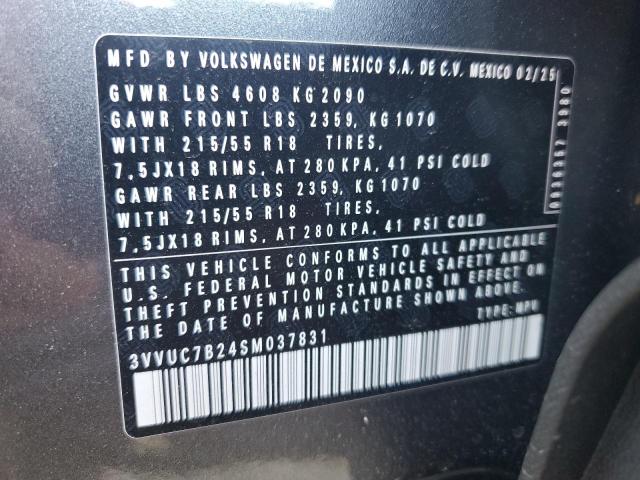 MFD BY VOLKSWAGEN DE MEXICO S.A. DE C.V. MEXICO 02/25
GVWR LBS 4608 KG 2090
GAWR FRONT LBS 2359, KG 1070
WITH 215/55 R18 TIRES,
7,5JX18 RIMS, AT 280 KPA, 41 PSI COLD
GAWR REAR LBS 2359, KG 1070
WITH 215/55 R18 TIRES,
7,5JX18 RIMS, AT 280 KPA, 41 PSI COLD
THIS VEHICLE CONFORMS TO ALL APPLICABLE
U.S. FEDERAL MOTOR VEHICLE SAFETY AND
THEFT PREVENTION STANDARDS IN EFFECT ON
THE DATE OF MANUFACTURE SHOWN ABOVE.
TYPE: MPV
3VVUC7B24SM037831